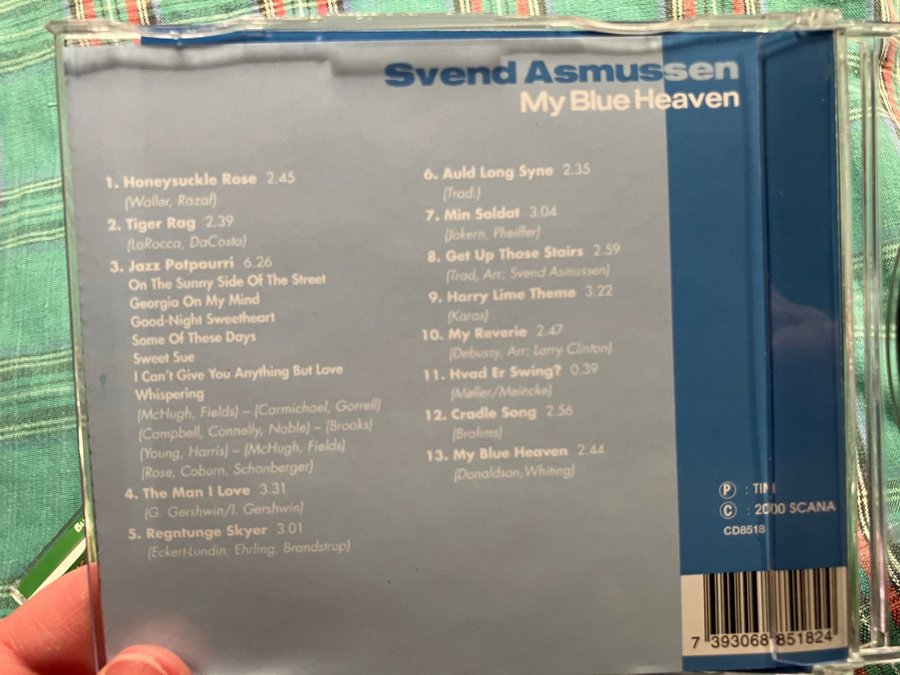 Svend Asmussen
My Blue Heaven
1. Honeysuckle Rose 2.45
(Waller, Razaf)
2. Tiger Rag 2.39
(LaRocca, DaCosta)
3. Jazz Potpourri 6.26
On The Sunny Side Of The Street
Georgia On My Mind
Good-Night Sweetheart
Some Of These Days
Sweet Sue
I Can't Give You Anything But Love
Whispering
(McHugh, Fields) – (Carmichael, Gorrell)
(Campbell, Connelly, Noble) – (Brooks)
(Young, Harris) – (McHugh, Fields)
(Rose, Coburn, Schonberger)
4. The Man I Love 3.31
(G. Gershwin/I. Gershwin)
5. Regntunge Skyer 3.01
(Eckert-Lundin, Ehrling, Brandstrup)
6. Auld Long Syne 2.35
(Trad.)
7. Min Soldat 3.04
(Jokern, Pheiffer)
8. Get Up Those Stairs 2.59
(Trad, Arr: Svend Asmussen)
9. Harry Lime Theme 3.22
(Karas)
10. My Reverie 2.47
(Debussy, Arr: Larry Clinton)
11. Hvad Er Swing? 0.39
(Møller/Meincke)
12. Cradle Song 2.56
(Brahms)
13. My Blue Heaven 2.44
(Donaldson,Whiting)
Ⓟ :
© : 2000 SCANA
CD8518
7 393068 851824